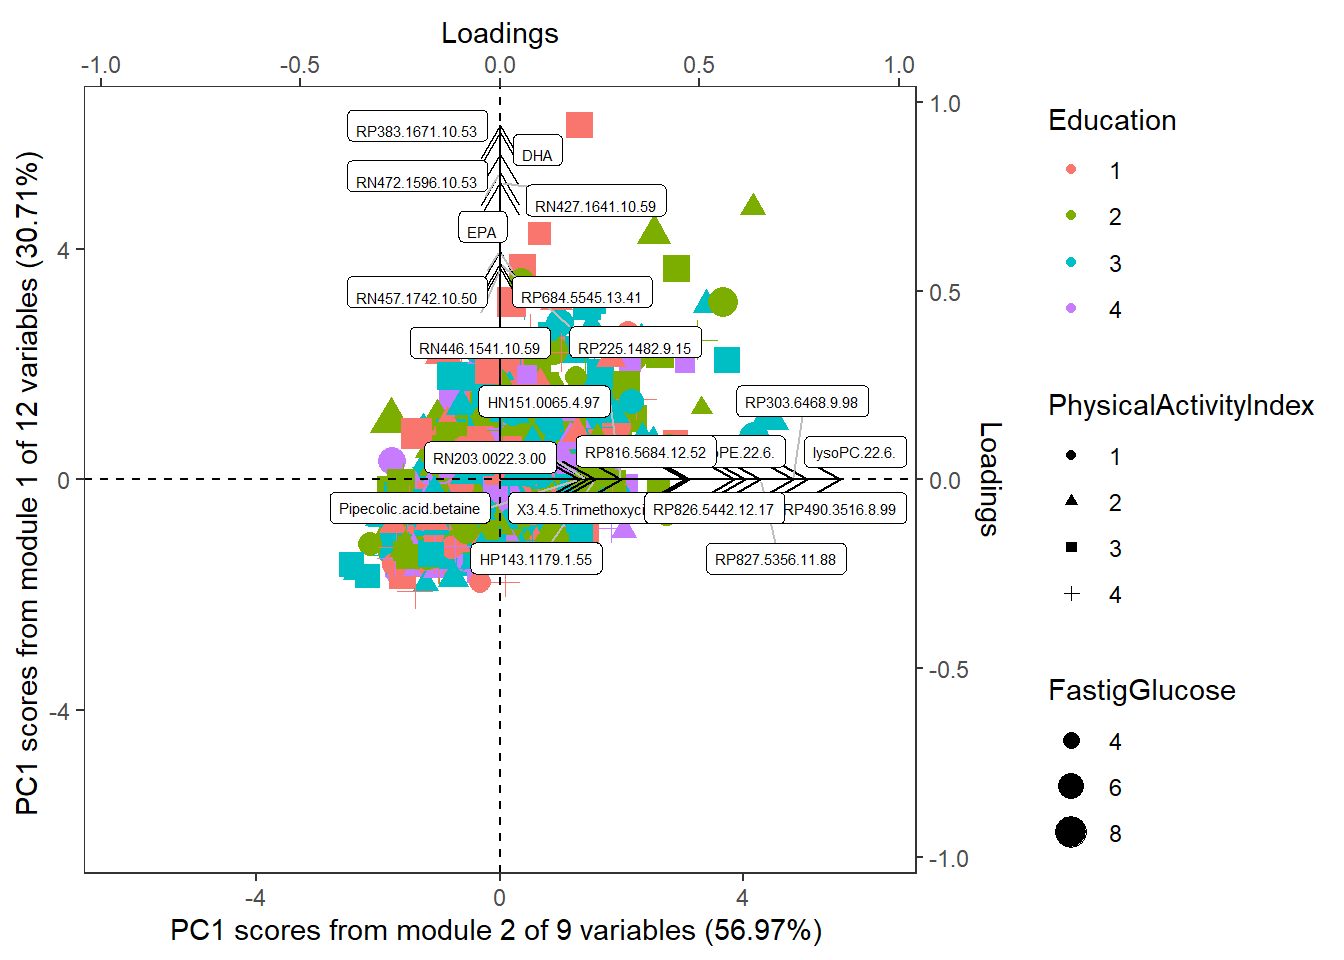 Loadings
-1.0 -0.5 0.0 0.5 1.0
PC1 scores from module 1 of 12 variables (30.71%)
4
0
-4
RP383.1671.10.53
DHA
RN472.1596.10.53
RN427.1641.10.59
EPA
RN457.1742.10.50
RP684.5545.13.41
RN446.1541.10.59
RP225.1482.9.15
HN151.0065.4.97
RP303.6468.9.98
RN203.0022.3.00
RP816.5684.12.52
PE.22.6.
lysoPC.22.6.
Pipecolic.acid.betaine
X3.4.5.Trimethoxyci
RP826.5442.12.17
RP490.3516.8.99
HP143.1179.1.55
RP827.5356.11.88
1.0
0.5
0.0
-0.5
-1.0
Loadings
-4 0 4
PC1 scores from module 2 of 9 variables (56.97%)
Education
1
2
3
4
PhysicalActivityIndex
1
2
3
4
FastigGlucose
4
6
8